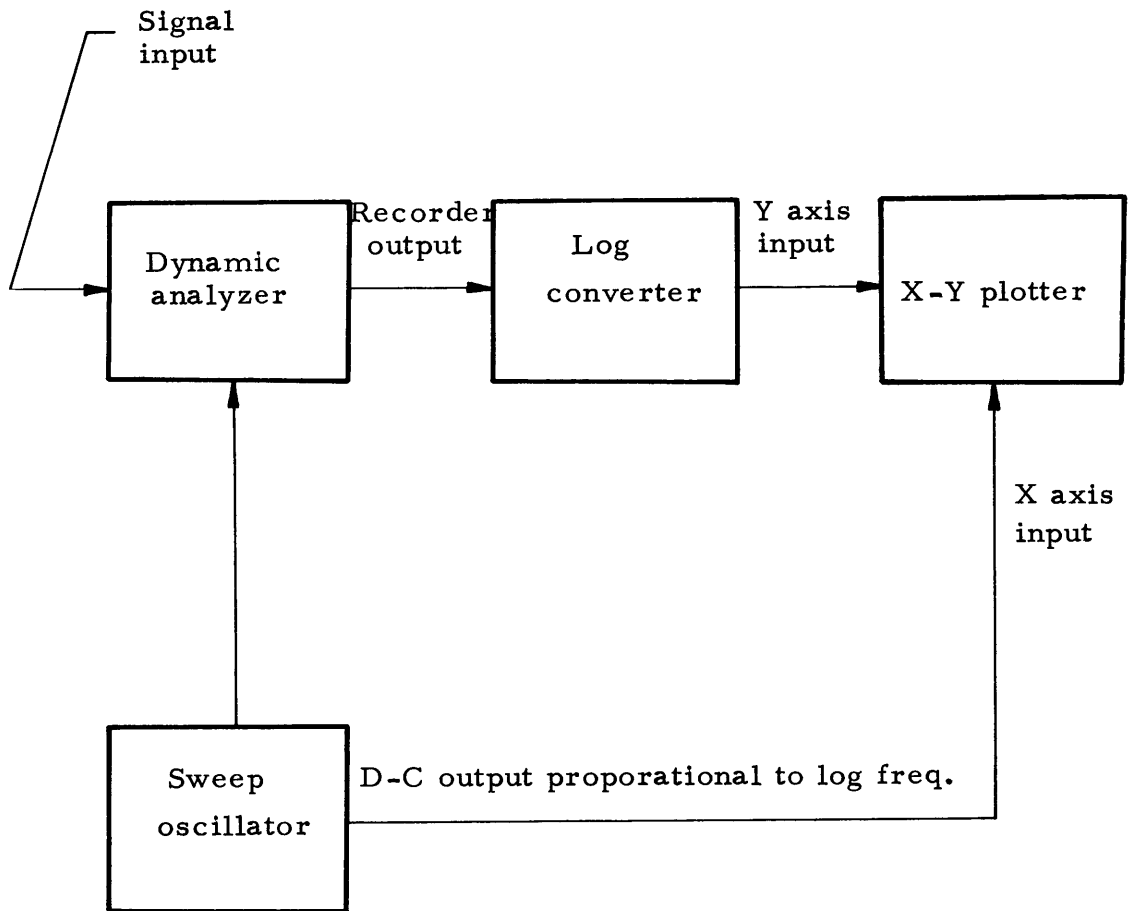 Signal
input
Dynamic
analyzer
Recorder
output
Log
converter
Y axis
input
X-Y plotter
X axis
input
Sweep
oscillator
D-C output proporational to log freq.